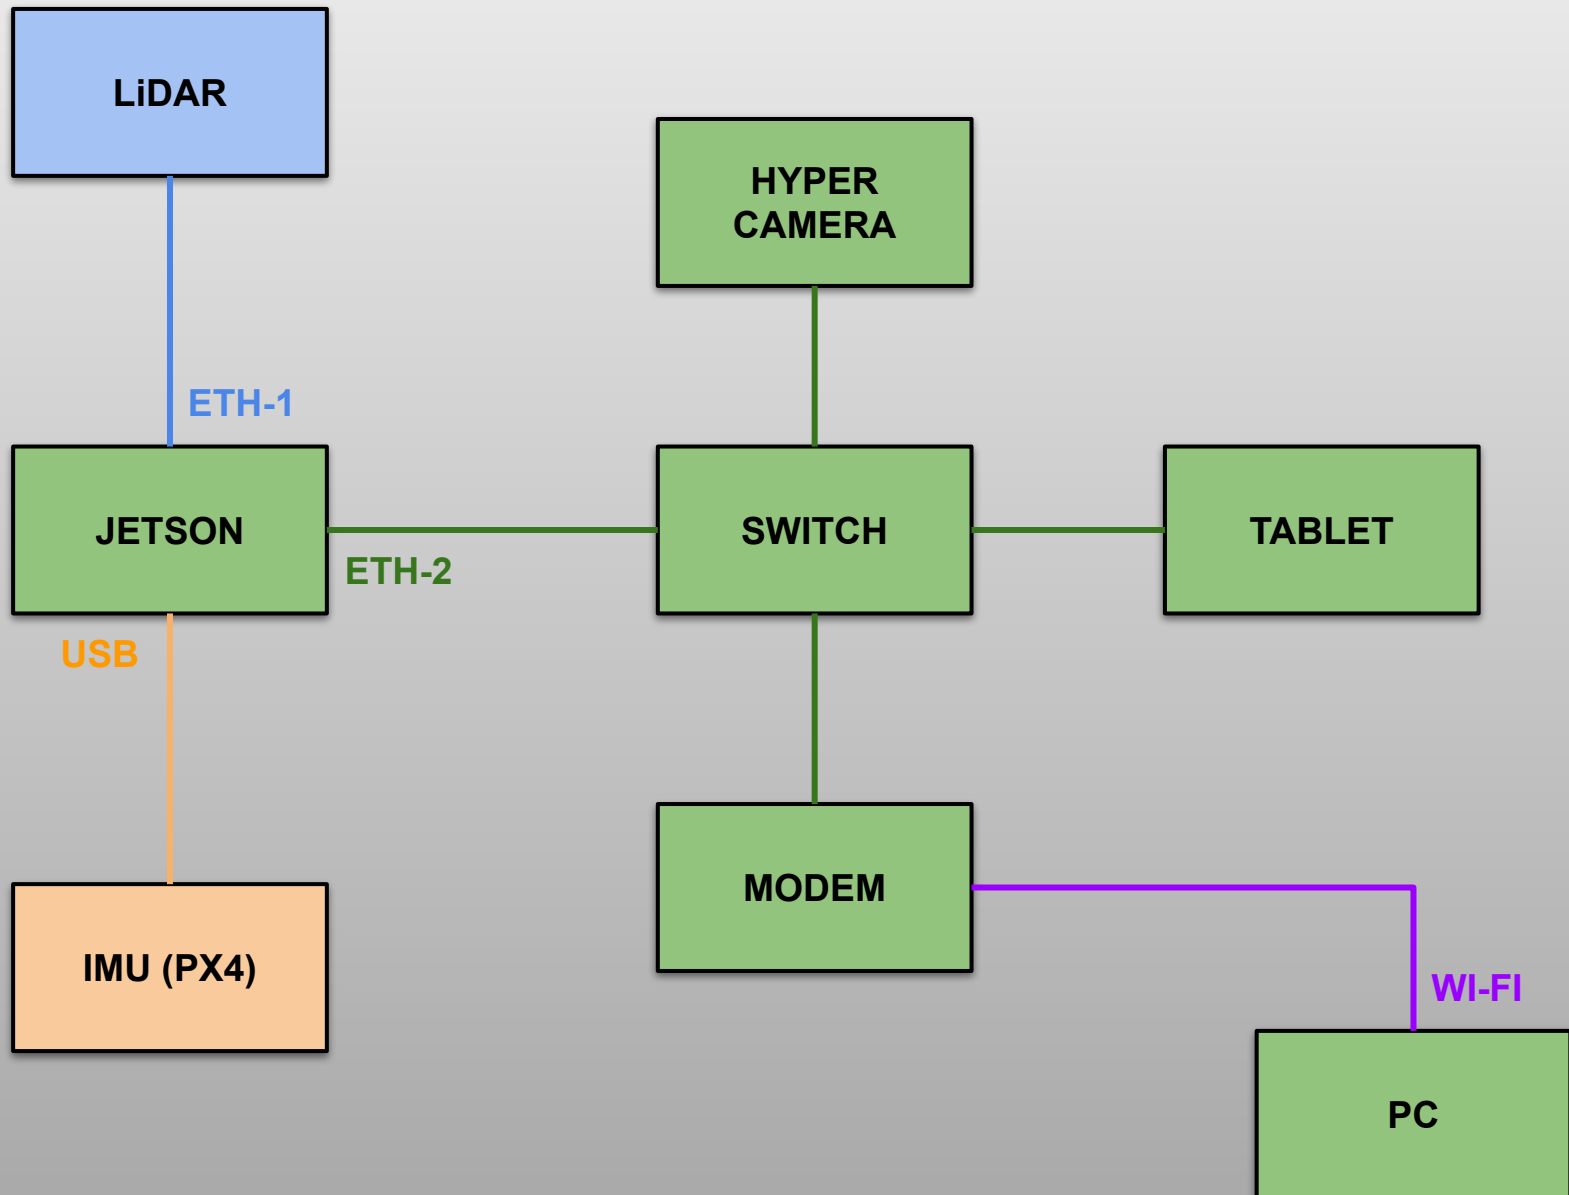 LiDAR
HYPER
CAMERA
ETH-1
JETSON
SWITCH
TABLET
ETH-2
USB
MODEM
IMU (PX4)
WI-FI
PC